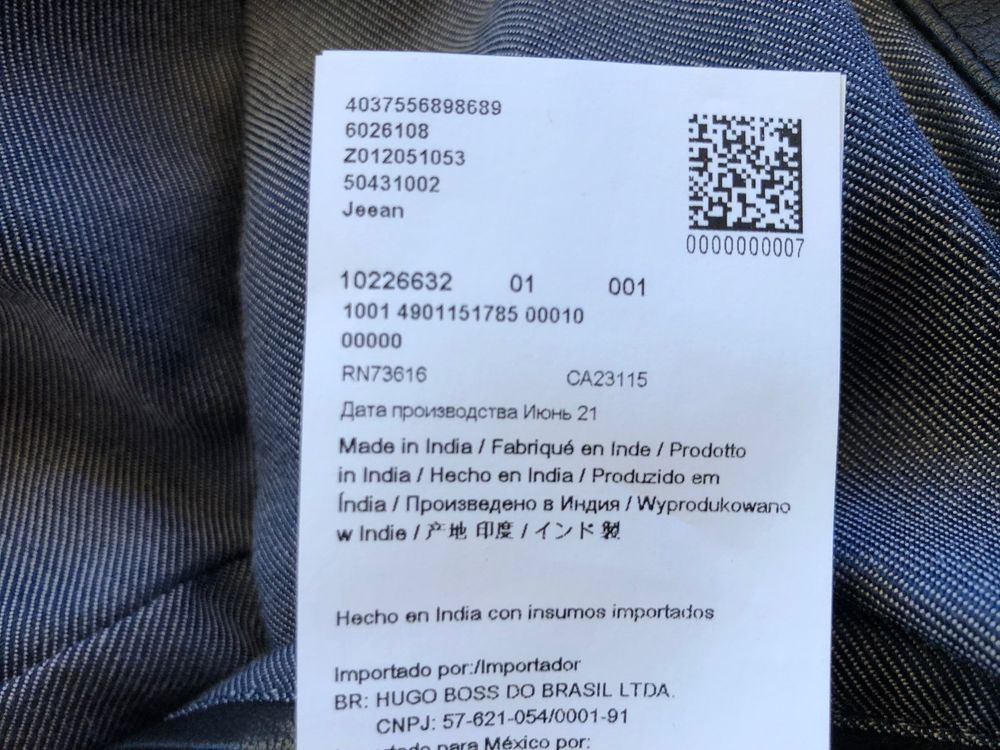 4037556898689
6026108
Z012051053
50431002
Jeean
0000000007
10226632 01 001
1001 4901151785 00010
00000
RN73616 CA23115
Дата производства Июнь 21
Made in India / Fabriqué en Inde / Prodotto
in India / Hecho en India / Produzido em
Índia / Произведено в Индия / Wyprodukowano
w Indie / 产地 印度 / インド 製
Hecho en India con insumos importados
Importado por:/Importador
BR: HUGO BOSS DO BRASIL LTDA.
CNPJ: 57-621-054/0001-91
para México por: